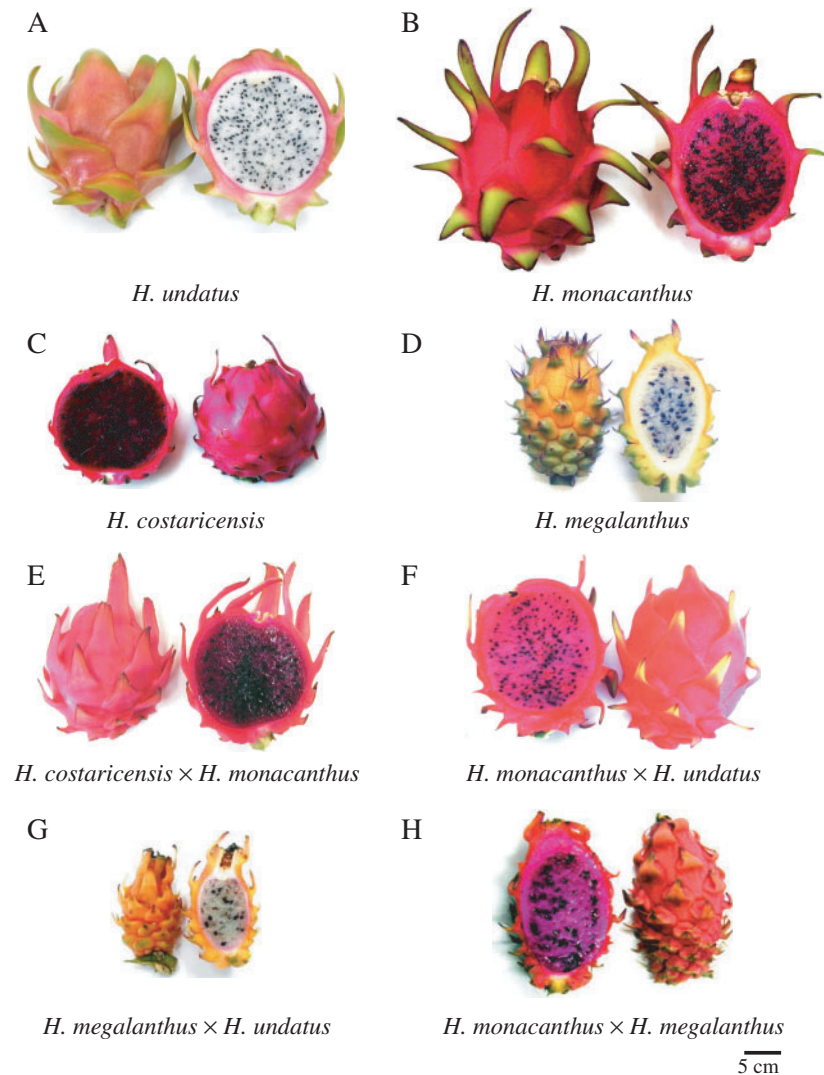 A
B
H. undatus
H. monacanthus
C
D
H. costaricensis
H. megalanthus
E
F
H. costaricensis × H. monacanthus
H. monacanthus × H. undatus
G
H
H. megalanthus × H. undatus
H. monacanthus × H. megalanthus
5 cm